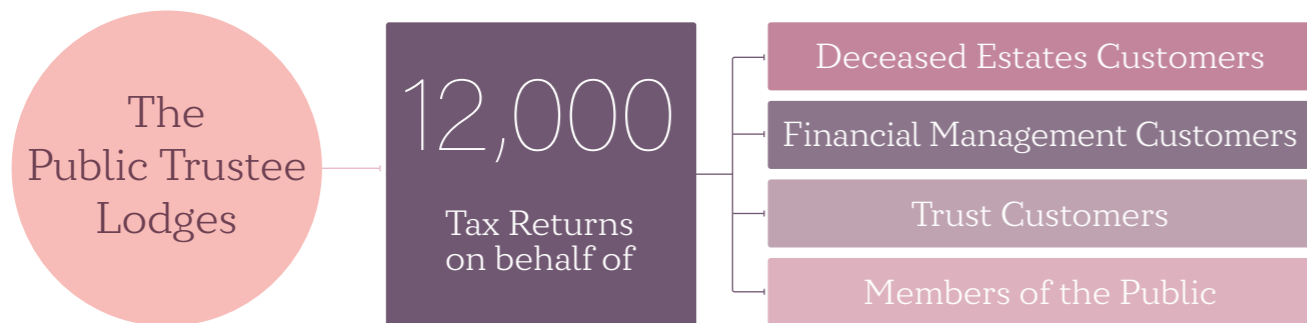 The
Public Trustee
Lodges
12,000
Tax Returns
on behalf of
Deceased Estates Customers
Financial Management Customers
Trust Customers
Members of the Public